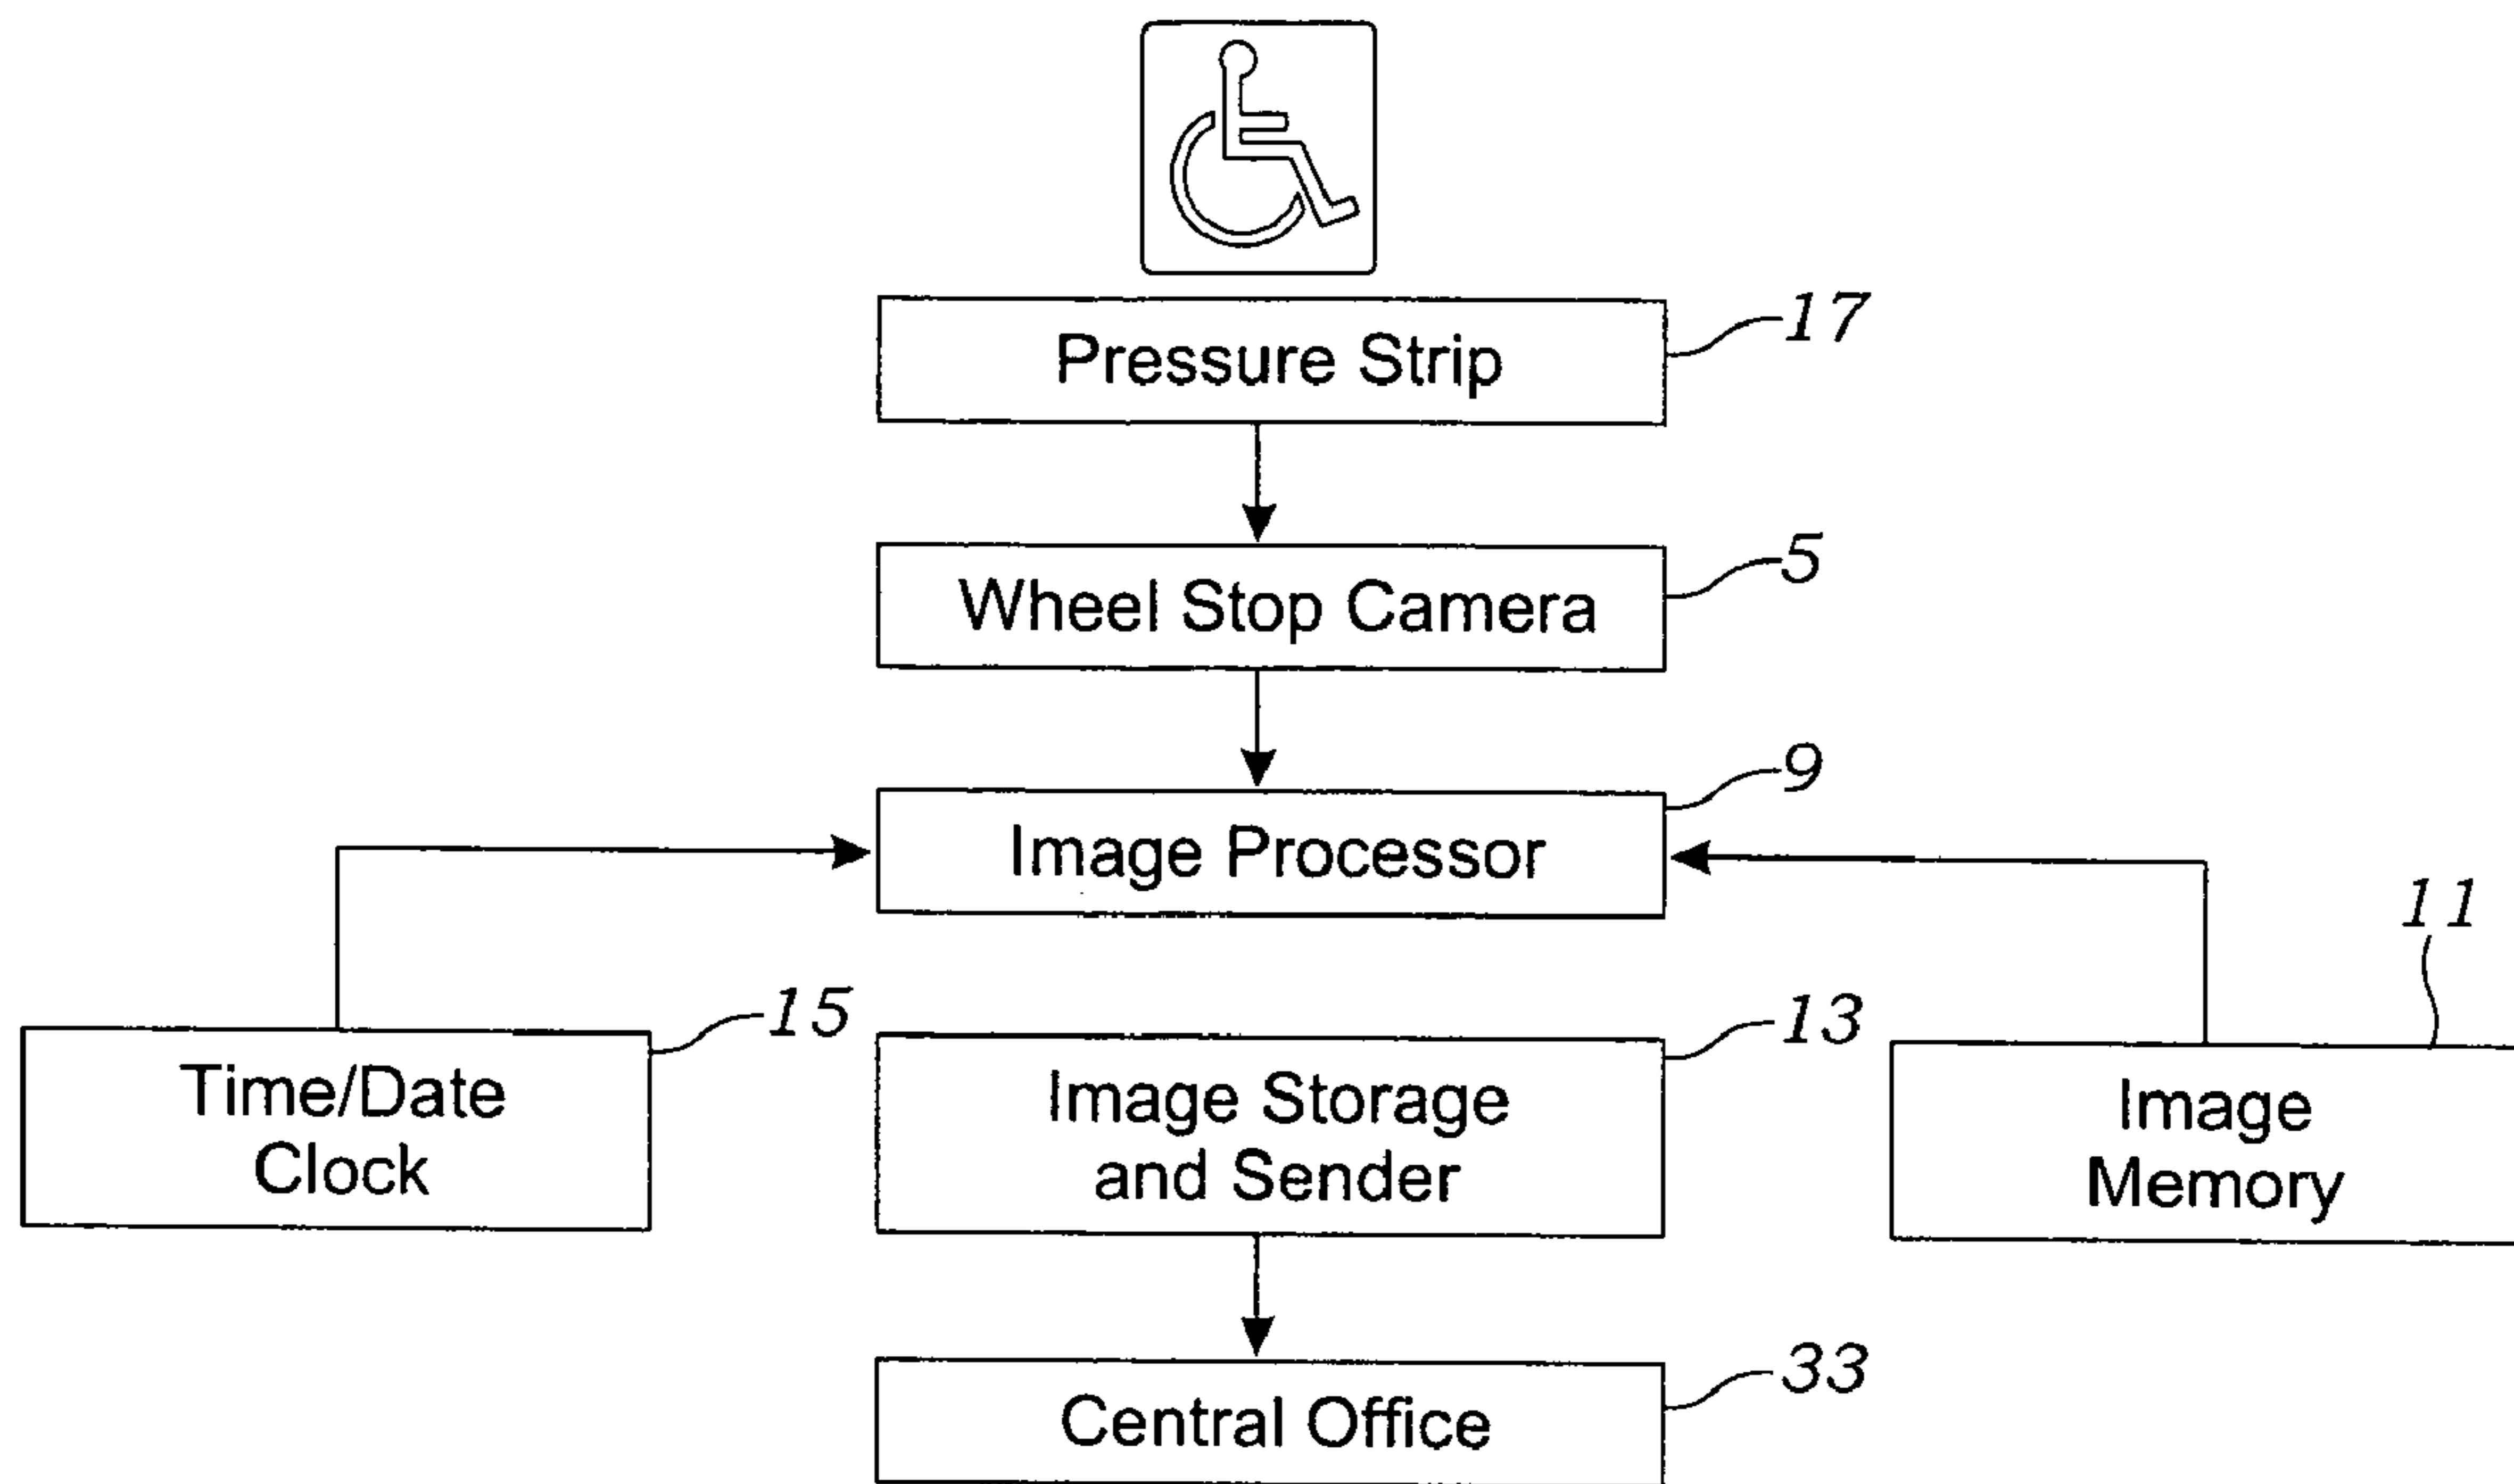 Pressure Strip
17
Wheel Stop Camera
5
Image Processor
9
Time/Date
Clock
15
Image Storage
and Sender
13
Image
Memory
11
Central Office
33